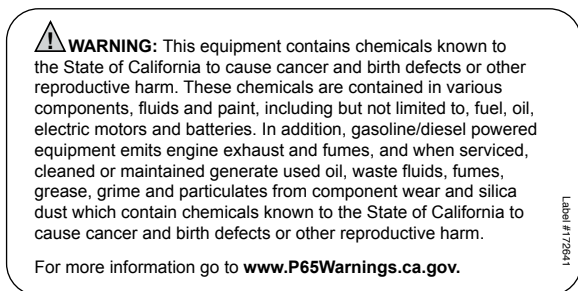 WARNING: This equipment contains chemicals known to
the State of California to cause cancer and birth defects or other
reproductive harm. These chemicals are contained in various
components, fluids and paint, including but not limited to, fuel, oil,
electric motors and batteries. In addition, gasoline/diesel powered
equipment emits engine exhaust and fumes, and when serviced,
cleaned or maintained generate used oil, waste fluids, fumes,
grease, grime and particulates from component wear and silica
dust which contain chemicals known to the State of California to
cause cancer and birth defects or other reproductive harm.
For more information go to www.P65Warnings.ca.gov.
Label #172641